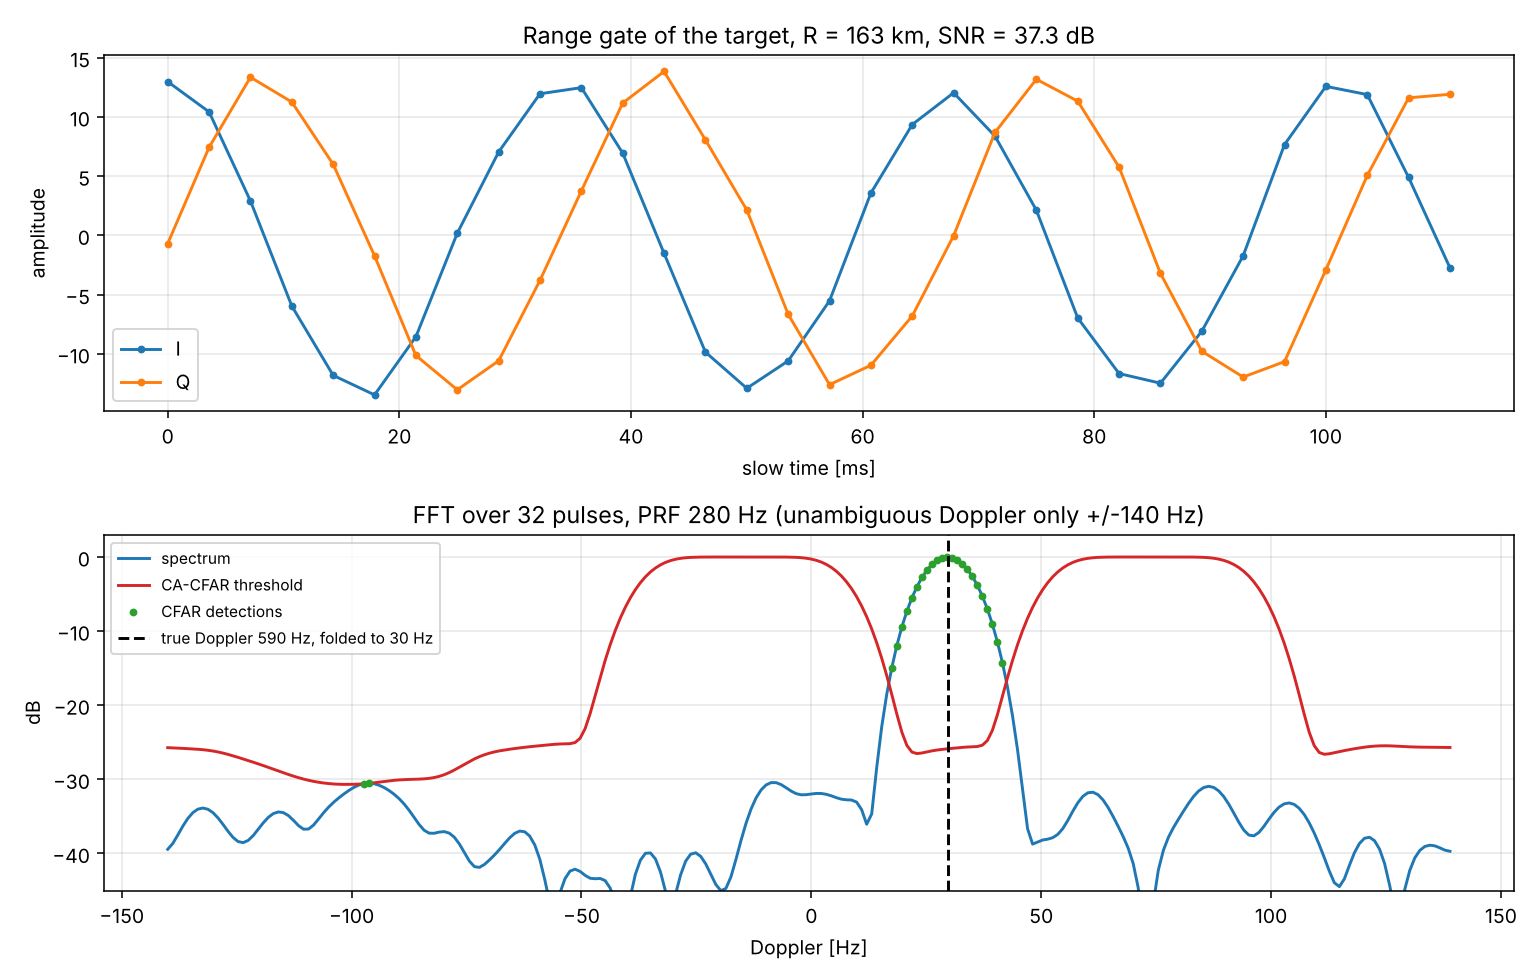 Range gate of the target, R = 163 km, SNR = 37.3 dB
15
10
5
0
−5
−10
amplitude
I
Q
0
20
40
60
80
100
slow time [ms]
FFT over 32 pulses, PRF 280 Hz (unambiguous Doppler only +/-140 Hz)
0
−10
−20
−30
−40
dB
spectrum
CA-CFAR threshold
CFAR detections
true Doppler 590 Hz, folded to 30 Hz
−150
−100
−50
0
50
100
150
Doppler [Hz]